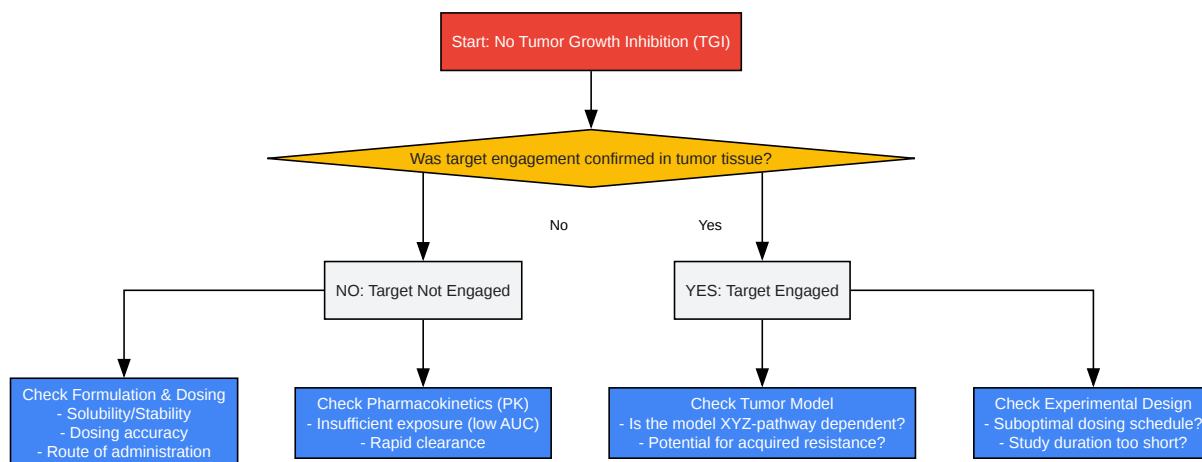 Start: No Tumor Growth Inhibition (TGI)
Was target engagement confirmed in tumor tissue?
No
Yes
NO: Target Not Engaged
YES: Target Engaged
Check Formulation & Dosing
- Solubility/Stability
- Dosing accuracy
- Route of administration
Check Pharmacokinetics (PK)
- Insufficient exposure (low AUC)
- Rapid clearance
Check Tumor Model
- Is the model XYZ-pathway dependent?
- Potential for acquired resistance?
Check Experimental Design
- Suboptimal dosing schedule?
- Study duration too short?